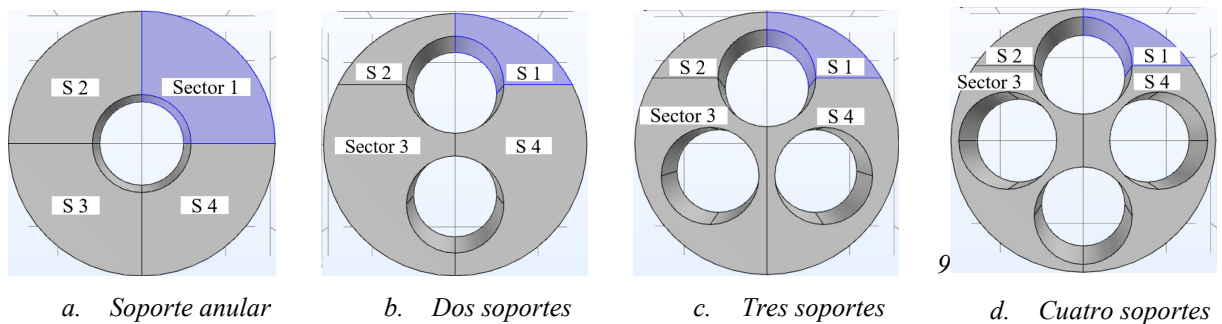 S 2
Sector 1
S 3
S 4
a. Soporte anular
S 2
S 1
Sector 3
S 4
b. Dos soportes
S 2
S 1
Sector 3
S 4
c. Tres soportes
S 2
S 1
Sector 3
S 4
9
d. Cuatro soportes